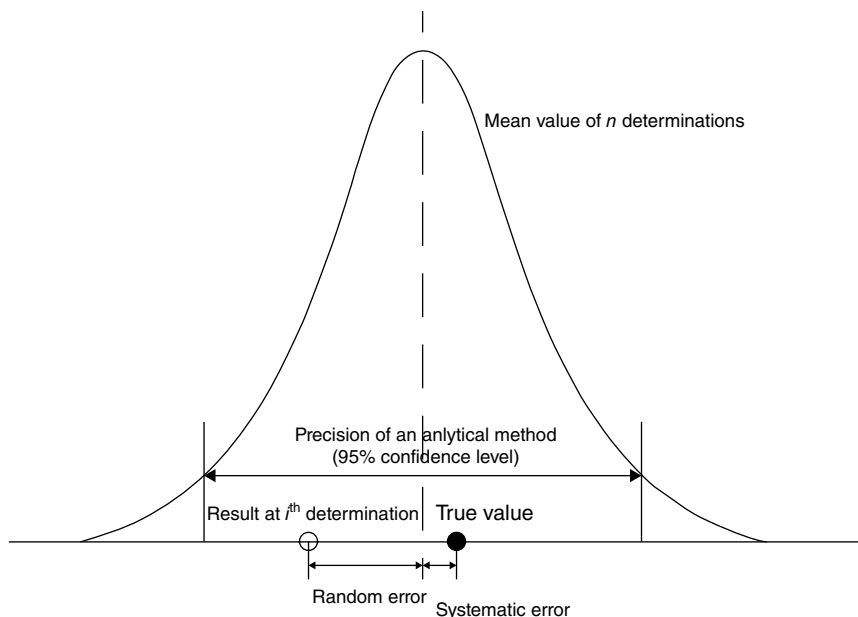 Mean value of n determinations
Precision of an anlytical method
(95% confidence level)
Result at ith determination
True value
Random error
Systematic error